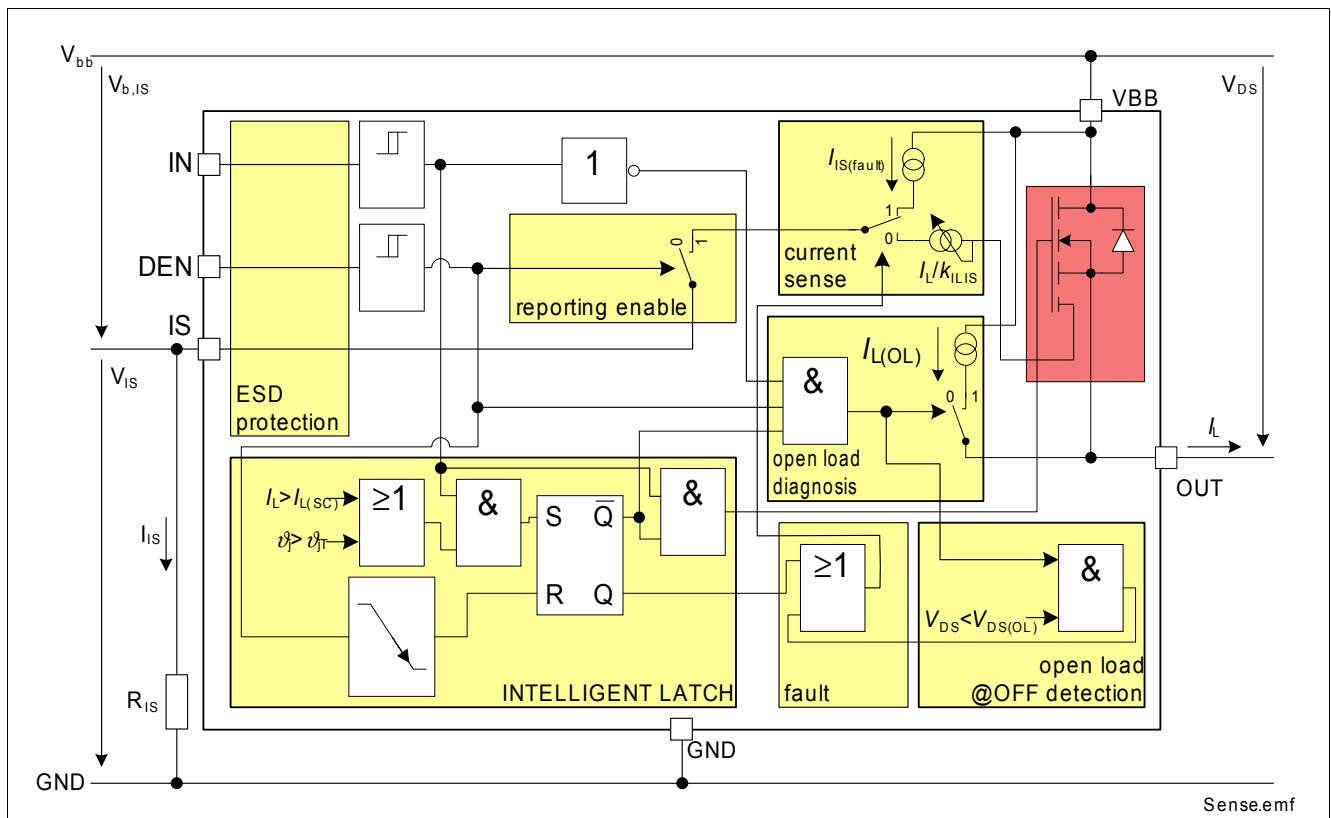 Vbb
Vb,IS
VDS
VBB
IN
1
IIS(fault)
1
0
current
sense
IL/kILIS
DEN
0
1
reporting enable
IS
VIS
ESD
protection
IL(OL)
&
0
1
open load
diagnosis
IL
OUT
IL>IL(SC)
≥1
ϑj>ϑjT
&
S
Q
R
Q
&
IIS
≥1
&
VDS<VDS(OL)
INTELLIGENT LATCH
fault
open load
@OFF detection
RIS
GND
GND
Sense.emf